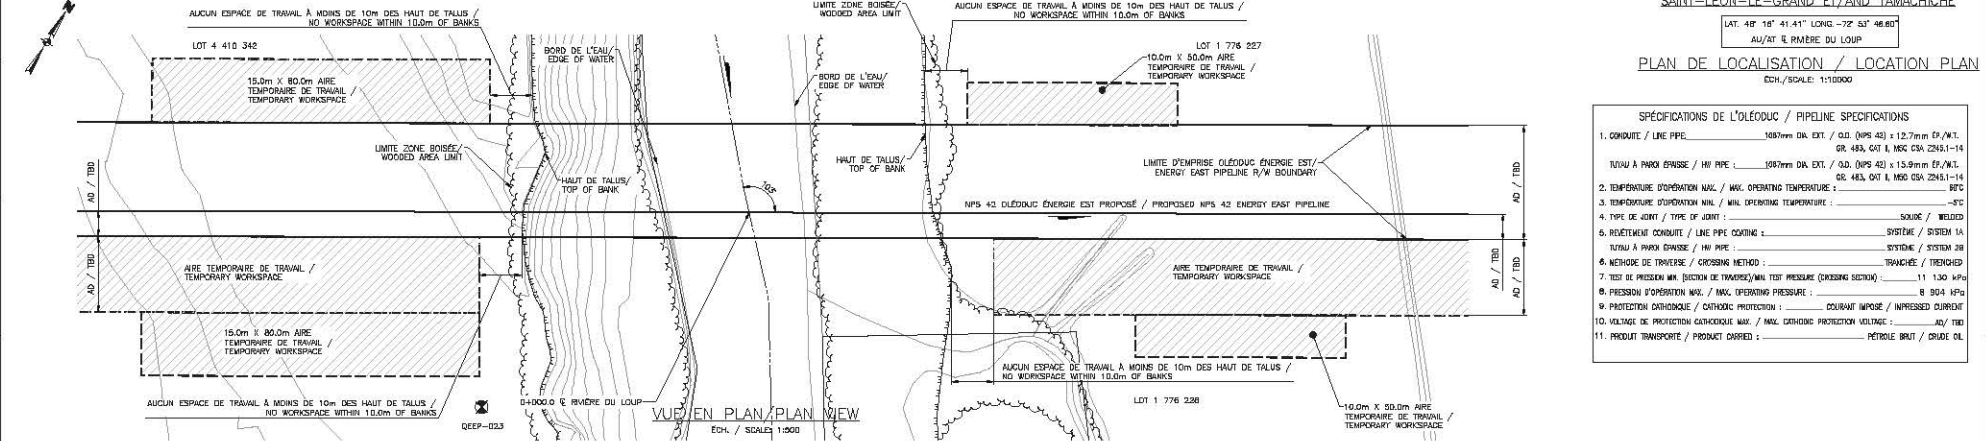 AUCUN ESPACE DE TRAVAIL À MOINS DE 10m DES HAUT DE TALUS /
NO WORKSPACE WITHIN 10.0m OF BANKS
LIMITE ZONE BOISÉE/
WOODED AREA LIMIT
AUCUN ESPACE DE TRAVAIL À MOINS DE 10m DES HAUT DE TALUS /
NO WORKSPACE WITHIN 10.0m OF BANKS
LOT 4 410 342
15.0m X 80.0m AIRE
TEMPORAIRE DE TRAVAIL /
TEMPORARY WORKSPACE
BORD DE L'EAU/
EDGE OF WATER
BORD DE L'EAU/
EDGE OF WATER
LOT 1 776 227
10.0m X 50.0m AIRE
TEMPORAIRE DE TRAVAIL /
TEMPORARY WORKSPACE
LIMITE ZONE BOISÉE/
WOODED AREA LIMIT
HAUT DE TALUS/
TOP OF BANK
HAUT DE TALUS/
TOP OF BANK
LIMITE D'EMPRISE OLÉODUC ÉNERGIE EST/
ENERGY EAST PIPELINE R/W BOUNDARY
AD / TBD
AD / TBD
103°
NPS 42 OLÉODUC ÉNERGIE EST PROPOSÉ / PROPOSED NPS 42 ENERGY EAST PIPELINE
AD / TBD
AIRE TEMPORAIRE DE TRAVAIL /
TEMPORARY WORKSPACE
AIRE TEMPORAIRE DE TRAVAIL /
TEMPORARY WORKSPACE
AD / TBD
AD / TBD
15.0m X 80.0m AIRE
TEMPORAIRE DE TRAVAIL /
TEMPORARY WORKSPACE
AUCUN ESPACE DE TRAVAIL À MOINS DE 10m DES HAUT DE TALUS /
NO WORKSPACE WITHIN 10.0m OF BANKS
AUCUN ESPACE DE TRAVAIL À MOINS DE 10m DES HAUT DE TALUS /
NO WORKSPACE WITHIN 10.0m OF BANKS
QEEP-023
0+000.0 ℄ RIVIÈRE DU LOUP
VUE EN PLAN/PLAN VIEW
ÉCH. / SCALE: 1:500
LOT 1 776 228
10.0m X 50.0m AIRE
TEMPORAIRE DE TRAVAIL /
TEMPORARY WORKSPACE
SAINT-LÉON-LE-GRAND ET/AND YAMACHICHE
LAT. 46° 16' 41.41" LONG. -72° 53' 46.60"
AU/AT ℄ RIVIÈRE DU LOUP
PLAN DE LOCALISATION / LOCATION PLAN
ÉCH./SCALE: 1:10000
SPÉCIFICATIONS DE L'OLÉODUC / PIPELINE SPECIFICATIONS
1. CONDUITE / LINE PIPE: 1067mm DIA. EXT. / O.D. (NPS 42) x 12.7mm ÉP./W.T.
GR. 483, CAT II, M5C CSA Z245.1-14
TUYAU À PAROI ÉPAISSE / HW PIPE : 1067mm DIA. EXT. / O.D. (NPS 42) x 15.9mm ÉP./W.T.
GR. 483, CAT II, M5C CSA Z245.1-14
2. TEMPÉRATURE D'OPÉRATION MAX. / MAX. OPERATING TEMPERATURE : 60°C
3. TEMPÉRATURE D'OPÉRATION MIN. / MIN. OPERATING TEMPERATURE : -5°C
4. TYPE DE JOINT / TYPE OF JOINT : SOUDÉ / WELDED
5. REVÊTEMENT CONDUITE / LINE PIPE COATING : SYSTÈME / SYSTEM 1A
TUYAU À PAROI ÉPAISSE / HW PIPE : SYSTÈME / SYSTEM 2B
6. MÉTHODE DE TRAVERSE / CROSSING METHOD : TRANCHÉE / TRENCHED
7. TEST DE PRESSION MIN. (SECTION DE TRAVERSE)/MIN. TEST PRESSURE (CROSSING SECTION) : 11 130 kPa
8. PRESSION D'OPÉRATION MAX. / MAX. OPERATING PRESSURE : 8 904 kPa
9. PROTECTION CATHODIQUE / CATHODIC PROTECTION : COURANT IMPOSÉ / IMPRESSED CURRENT
10. VOLTAGE DE PROTECTION CATHODIQUE MAX. / MAX. CATHODIC PROTECTION VOLTAGE : AD/ TBD
11. PRODUIT TRANSPORTÉ / PRODUCT CARRIED : PÉTROLE BRUT / CRUDE OIL